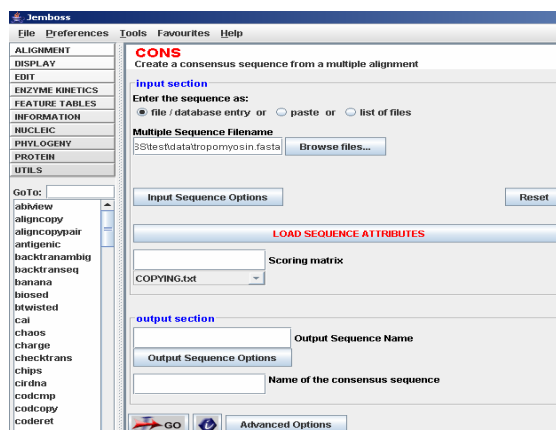 Jemboss
File Preferences Tools Favourites Help
ALIGNMENT
DISPLAY
EDIT
ENZYME KINETICS
FEATURE TABLES
INFORMATION
NUCLEIC
PHYLOGENY
PROTEIN
UTILS
GoTo:
abiview
aligncopy
aligncopypair
antigenic
backtranambig
backtranseq
banana
biosed
btwisted
cai
chaos
charge
checktrans
chips
cirdna
codcmp
codcopy
coderet
CONS
Create a consensus sequence from a multiple alignment
input section
Enter the sequence as:
file / database entry or paste or list of files
Multiple Sequence Filename
3S\test\data\tropomyosin.fasta Browse files...
Input Sequence Options Reset
LOAD SEQUENCE ATTRIBUTES
Scoring matrix
COPYING.txt
output section
Output Sequence Name
Output Sequence Options
Name of the consensus sequence
GO i Advanced Options